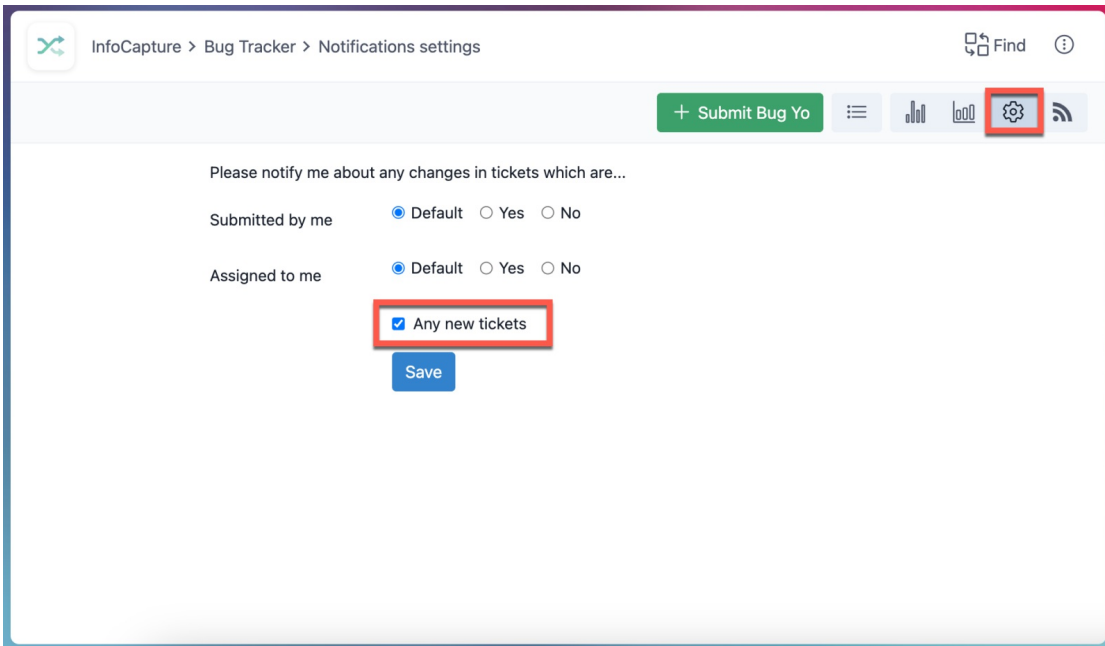 InfoCapture > Bug Tracker > Notifications settings
Find
+ Submit Bug Yo
Please notify me about any changes in tickets which are...
Submitted by me
Default Yes No
Assigned to me
Default Yes No
Any new tickets
Save